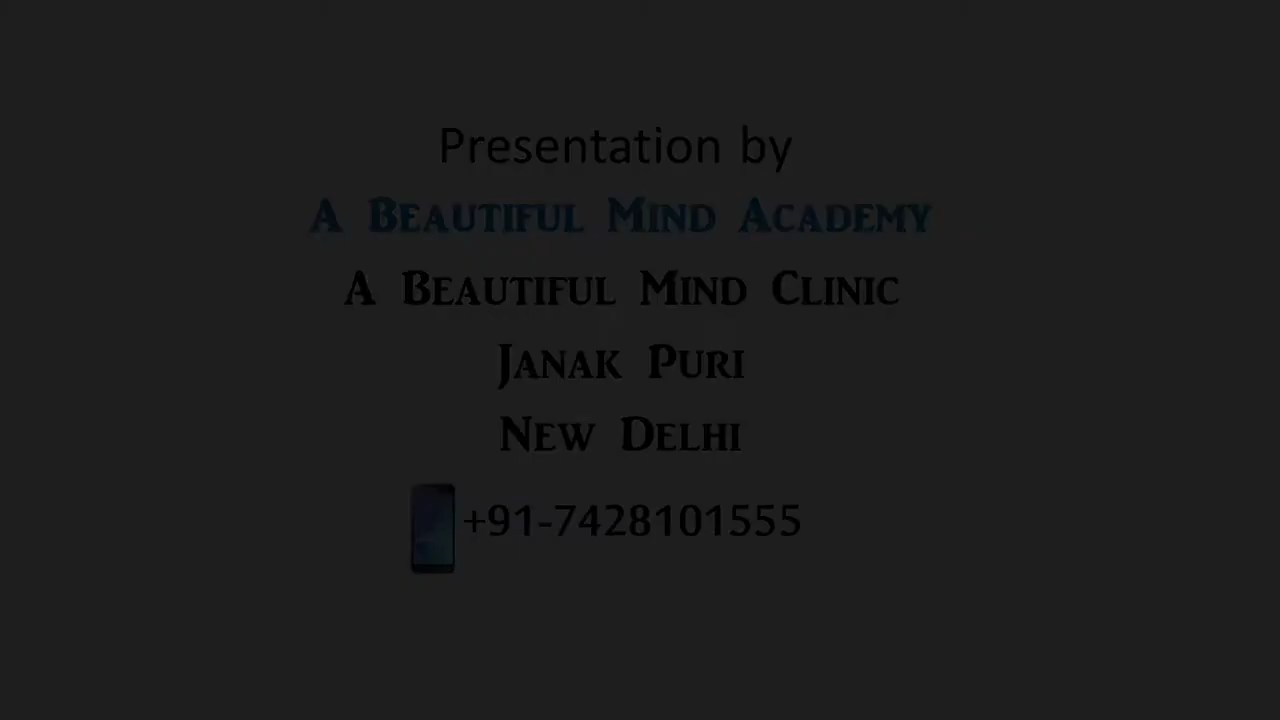 Presentation by
A Beautiful Mind Academy
A Beautiful Mind Clinic
Janak Puri
New Delhi
+91-7428101555